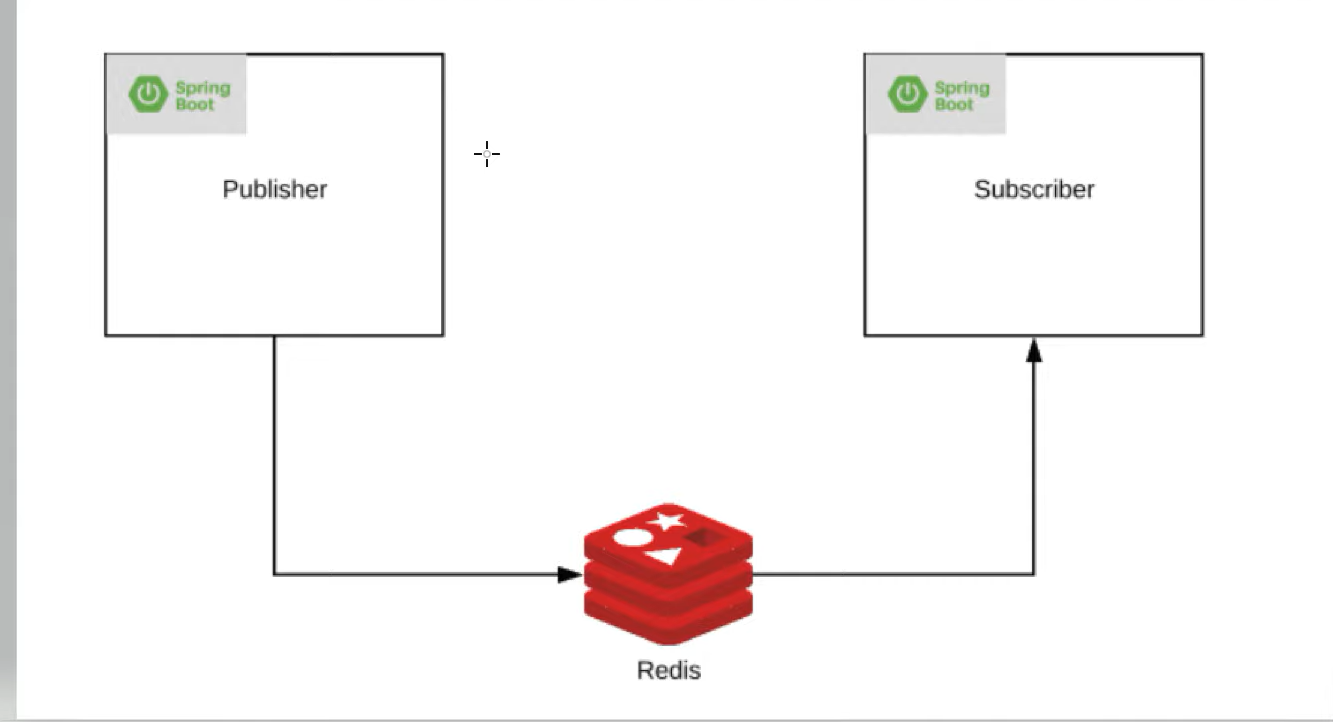 Spring
Boot
Publisher
Spring
Boot
Subscriber
Redis